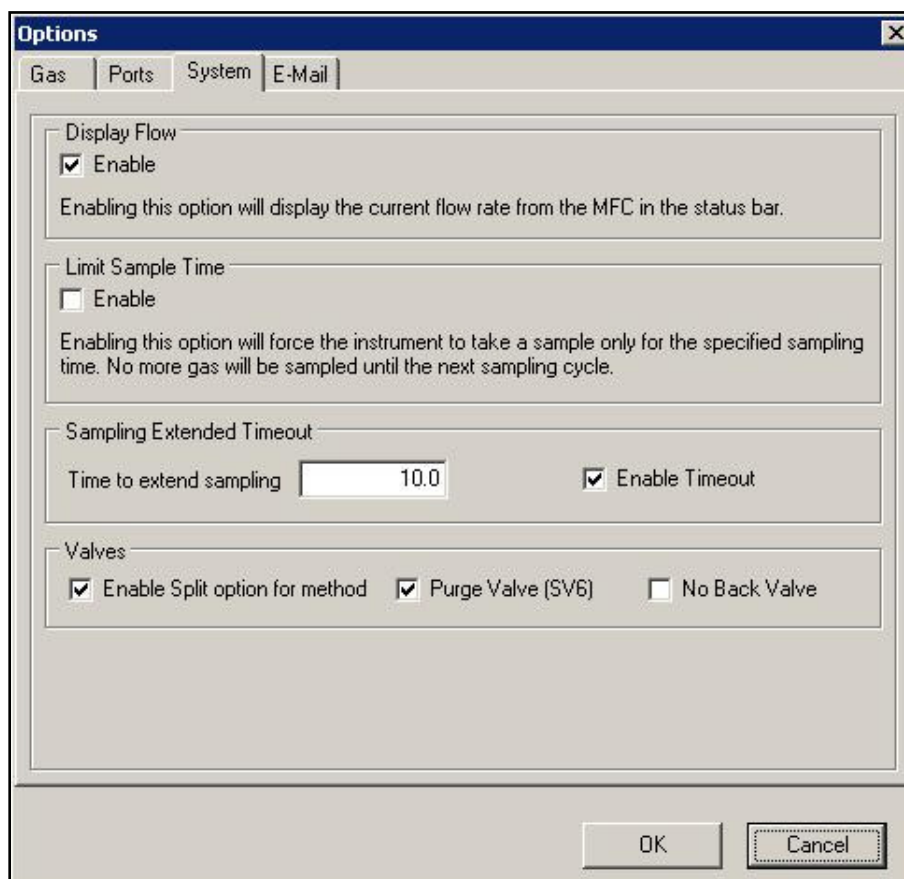 Options
Gas Ports System E-Mail
Display Flow
Enable
Enabling this option will display the current flow rate from the MFC in the status bar.
Limit Sample Time
Enable
Enabling this option will force the instrument to take a sample only for the specified sampling
time. No more gas will be sampled until the next sampling cycle.
Sampling Extended Timeout
Time to extend sampling 10.0 Enable Timeout
Valves
Enable Split option for method Purge Valve (SV6) No Back Valve
OK Cancel